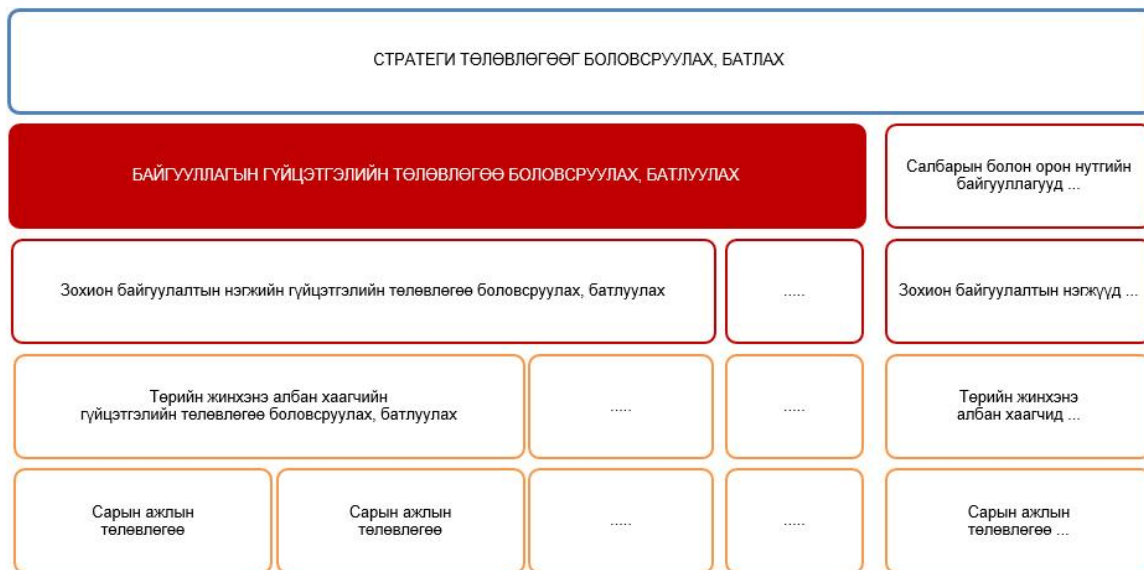 СТРАТЕГИ ТӨЛӨВЛӨГӨӨГ БОЛОВСРУУЛАХ, БАТЛАХ
БАЙГУУЛЛАГЫН ГҮЙЦЭТГЭЛИЙН ТӨЛӨВЛӨГӨӨ БОЛОВСРУУЛАХ, БАТЛУУЛАХ
Салбарын болон орон нутгийн
байгууллагууд ...
Зохион байгуулалтын нэгжийн гүйцэтгэлийн төлөвлөгөө боловсруулах, батлуулах
.....
Зохион байгуулалтын нэгжүүд ...
Төрийн жинхэнэ албан хаагчийн
гүйцэтгэлийн төлөвлөгөө боловсруулах, батлуулах
.....
.....
Төрийн жинхэнэ
албан хаагчид ...
Сарын ажлын
төлөвлөгөө
Сарын ажлын
төлөвлөгөө
.....
.....
Сарын ажлын
төлөвлөгөө ...